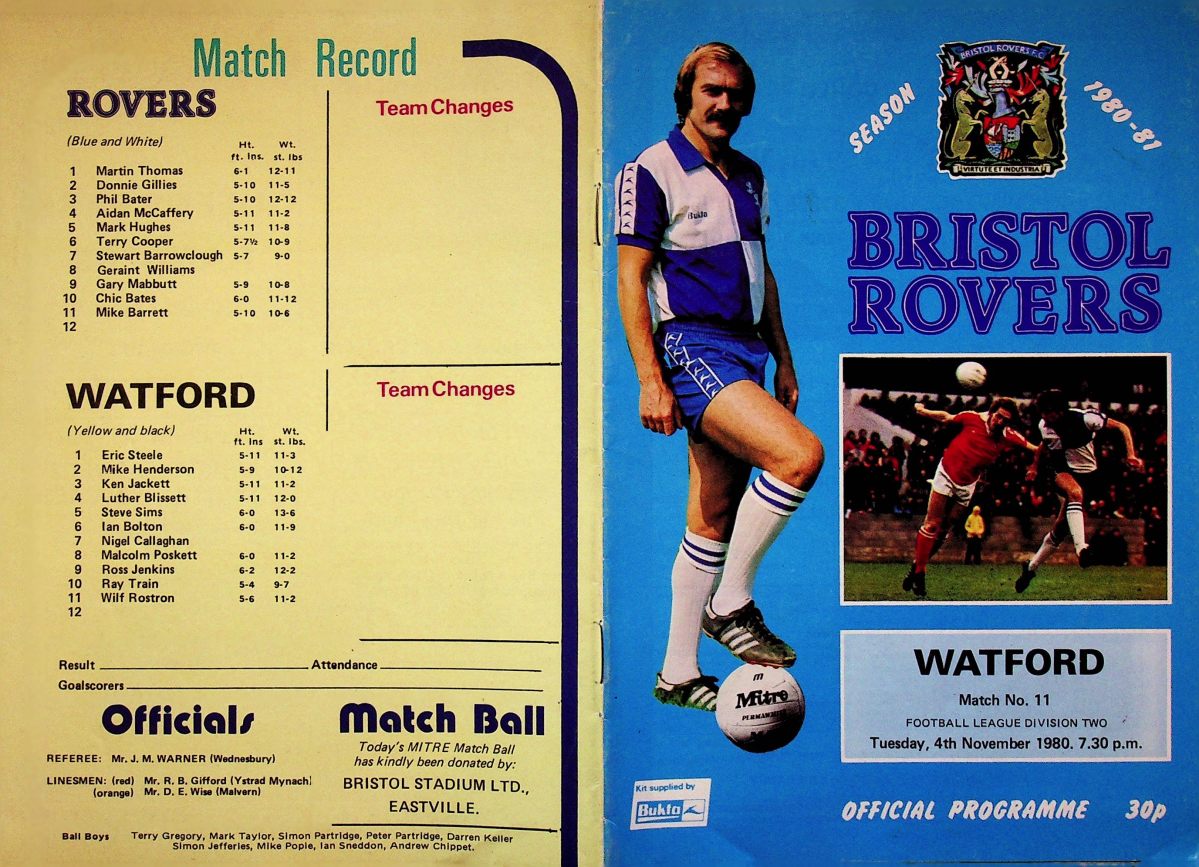 Match Record
ROVERS
(Blue and White)
Team Changes
Ht. Wt.
ft. Ins. st. lbs
1 Martin Thomas 6-1 12-11
2 Donnie Gillies 5-10 11-5
3 Phil Bater 5-10 12-12
4 Aidan McCaffery 5-11 11-2
5 Mark Hughes 5-11 11-8
6 Terry Cooper 5-7½ 10-9
7 Stewart Barrowclough 5-7 9-0
8 Geraint Williams
9 Gary Mabbutt 5-9 10-8
10 Chic Bates 6-0 11-12
11 Mike Barrett 5-10 10-6
12
WATFORD
(Yellow and black)
Team Changes
Ht. Wt.
ft. Ins st. lbs.
1 Eric Steele 5-11 11-3
2 Mike Henderson 5-9 10-12
3 Ken Jackett 5-11 11-2
4 Luther Blissett 5-11 12-0
5 Steve Sims 6-0 13-6
6 Ian Bolton 6-0 11-9
7 Nigel Callaghan
8 Malcolm Poskett 6-0 11-2
9 Ross Jenkins 6-2 12-2
10 Ray Train 5-4 9-7
11 Wilf Rostron 5-6 11-2
12
Result Attendance
Goalscorers
Officials
REFEREE: Mr. J. M. WARNER (Wednesbury)
LINESMEN: (red) Mr. R. B. Gifford (Ystrad Mynach)
(orange) Mr. D. E. Wise (Malvern)
Match Ball
Today's MITRE Match Ball
has kindly been donated by:
BRISTOL STADIUM LTD.,
EASTVILLE.
Ball Boys Terry Gregory, Mark Taylor, Simon Partridge, Peter Partridge, Darren Keller
Simon Jefferies, Mike Pople, Ian Sneddon, Andrew Chippet.
SEASON 1980-81
BRISTOL ROVERS F.C.
VIRTUTE ET INDUSTRIA
BRISTOL
ROVERS
Bukta
m
Mitre
WATFORD
Match No. 11
FOOTBALL LEAGUE DIVISION TWO
Tuesday, 4th November 1980. 7.30 p.m.
Kit supplied by
Bukta
OFFICIAL PROGRAMME 30p